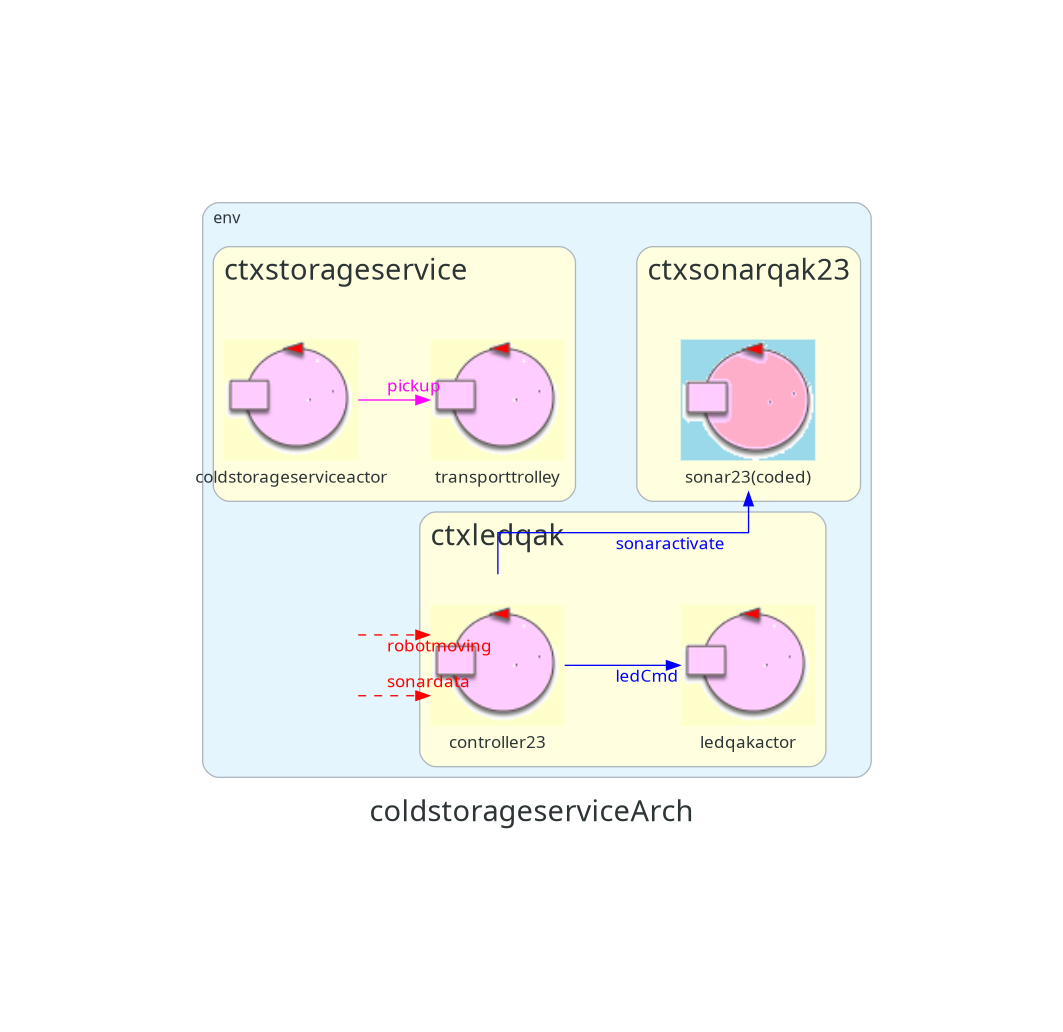 env
ctxstorageservice
ctxsonarqak23
pickup
coldstorageserviceactor
transporttrolley
sonar23(coded)
ctxledqak
sonaractivate
robotmoving
sonardata
ledCmd
controller23
ledqakactor
coldstorageserviceArch